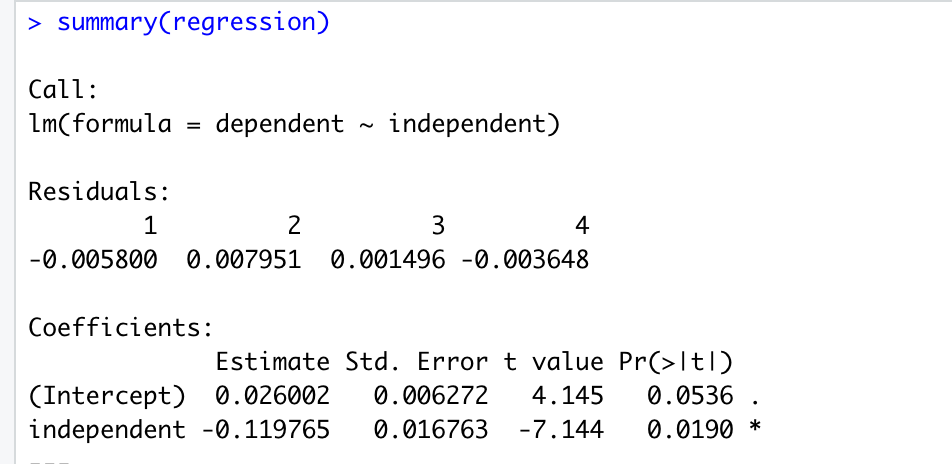 > summary(regression)
Call:
lm(formula = dependent ~ independent)
Residuals:
1 2 3 4
-0.005800 0.007951 0.001496 -0.003648
Coefficients:
Estimate Std. Error t value Pr(>|t|)
(Intercept) 0.026002 0.006272 4.145 0.0536 .
independent -0.119765 0.016763 -7.144 0.0190 *
---